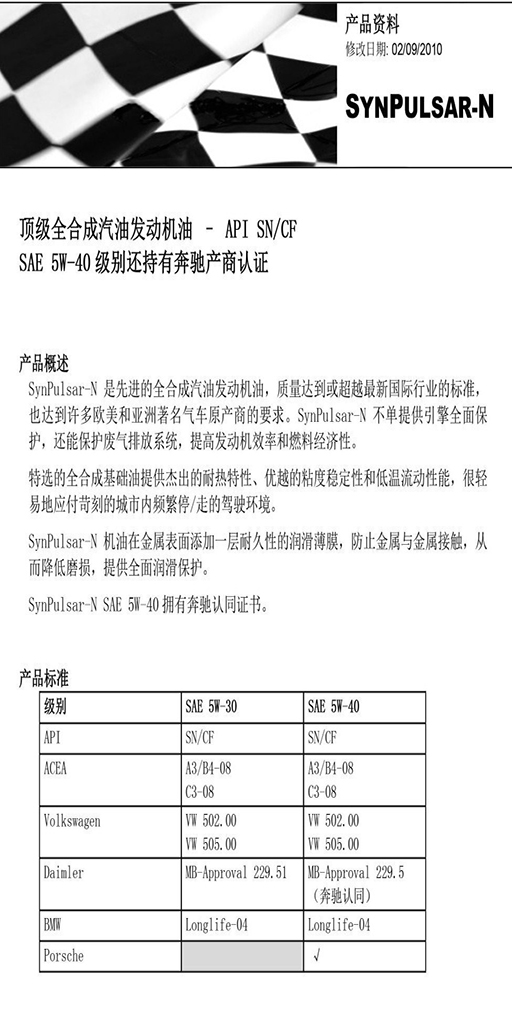 产品资料
修改日期: 02/09/2010
SYNPULSAR-N
顶级全合成汽油发动机油 – API SN/CF
SAE 5W-40 级别还持有奔驰产商认证
产品概述
SynPulsar-N 是先进的全合成汽油发动机油，质量达到或超越最新国际行业的标准，
也达到许多欧美和亚洲著名气车原产商的要求。SynPulsar-N 不单提供引擎全面保
护，还能保护废气排放系统，提高发动机效率和燃料经济性。
特选的全合成基础油提供杰出的耐热特性、优越的粘度稳定性和低温流动性能，很轻
易地应付苛刻的城市内频繁停/走的驾驶环境。
SynPulsar-N 机油在金属表面添加一层耐久性的润滑薄膜，防止金属与金属接触，从
而降低磨损，提供全面润滑保护。
SynPulsar-N SAE 5W-40 拥有奔驰认同证书。
产品标准
级别 SAE 5W-30 SAE 5W-40
API SN/CF SN/CF
ACEA A3/B4-08 A3/B4-08
C3-08 C3-08
Volkswagen VW 502.00 VW 502.00
VW 505.00 VW 505.00
Daimler MB-Approval 229.51 MB-Approval 229.5
（奔驰认同）
BMW Longlife-04 Longlife-04
Porsche √